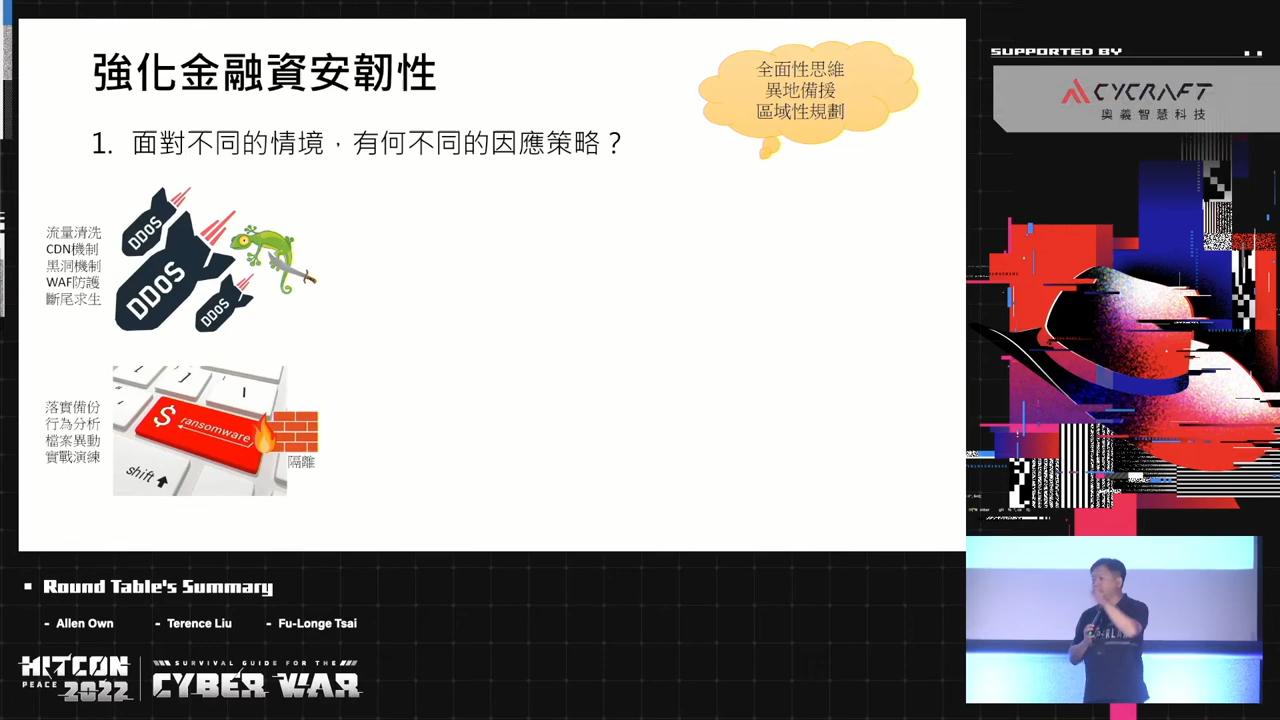 強化金融資安韌性
全面性思維
異地備援
區域性規劃
1. 面對不同的情境，有何不同的因應策略？
流量清洗
CDN機制
黑洞機制
WAF防護
斷尾求生
DDOS
DDOS
DDOS
落實備份
行為分析
檔案異動
實戰演練
$ ransomware
shift
隔離
SUPPORTED BY
CYCRAFT
奧義智慧科技
Round Table's Summary
- Allen Own
- Terence Liu
- Fu-Longe Tsai
HITCON
PEACE 2022
SURVIVAL GUIDE FOR THE
CYBER WAR